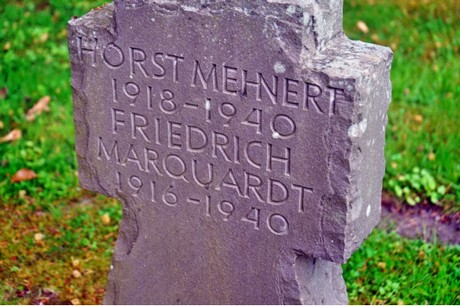 HORST MEHNERT
1918-1940
FRIEDRICH
MARQUARDT
1916-1940